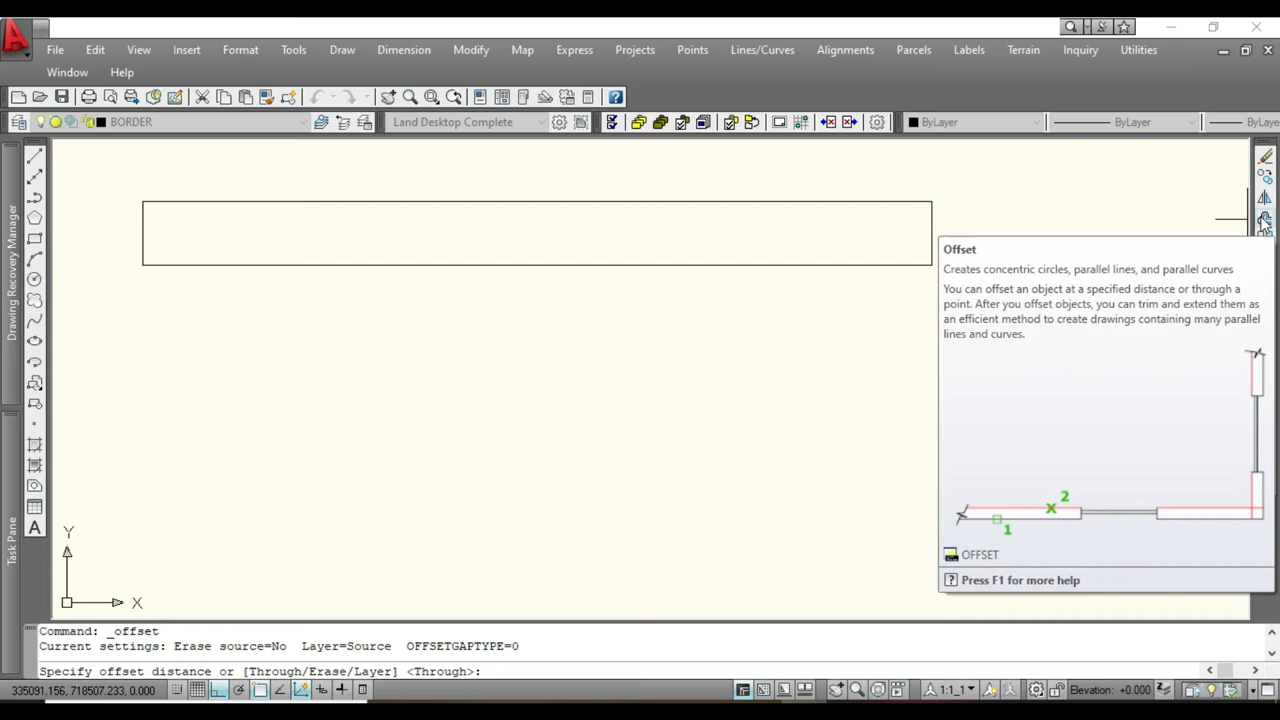 File Edit View Insert Format Tools Draw Dimension Modify Map Express Projects Points Lines/Curves Alignments Parcels Labels Terrain Inquiry Utilities
Window Help
BORDER Land Desktop Complete ByLayer ByLayer ByLaye
Drawing Recovery Manager
Task Pane
A
Offset
Creates concentric circles, parallel lines, and parallel curves
You can offset an object at a specified distance or through a
point. After you offset objects, you can trim and extend them as
an efficient method to create drawings containing many parallel
lines and curves.
2
1
OFFSET
Press F1 for more help
Y
X
Command: _offset
Current settings: Erase source=No Layer=Source OFFSETGAPTYPE=0
Specify offset distance or [Through/Erase/Layer] <Through>:
335091.156, 718507.233, 0.000 1:1 Elevation: +0.000